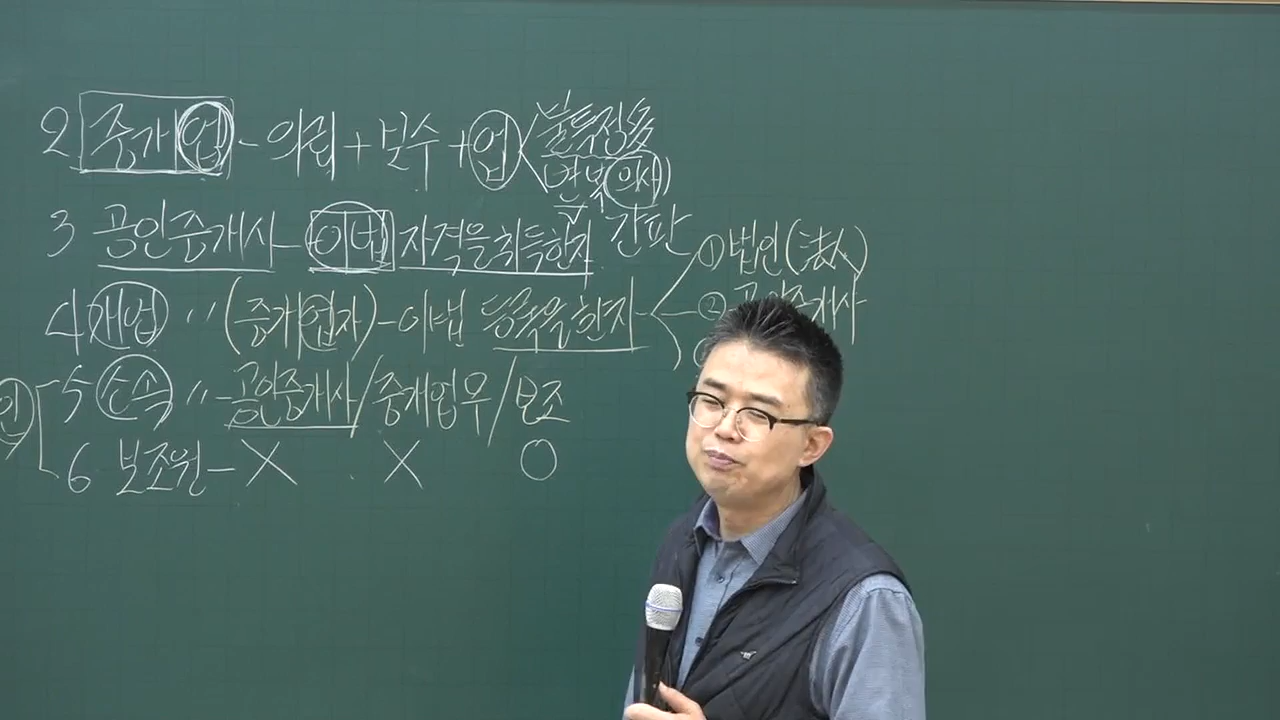 2 중개업 - 의뢰 + 보수 + 업 < 불특정多
반복(의사)
3 공인중개사 - 이법 자격을 취득한 자 간판
① 법인(法人)
4 개업 〃 (중개업자) - 이법 등록을 한 자 ② 공인중개사
인 5 소속 〃 - 공인중개사 / 중개업무 / 보조
6 보조원 - X X O